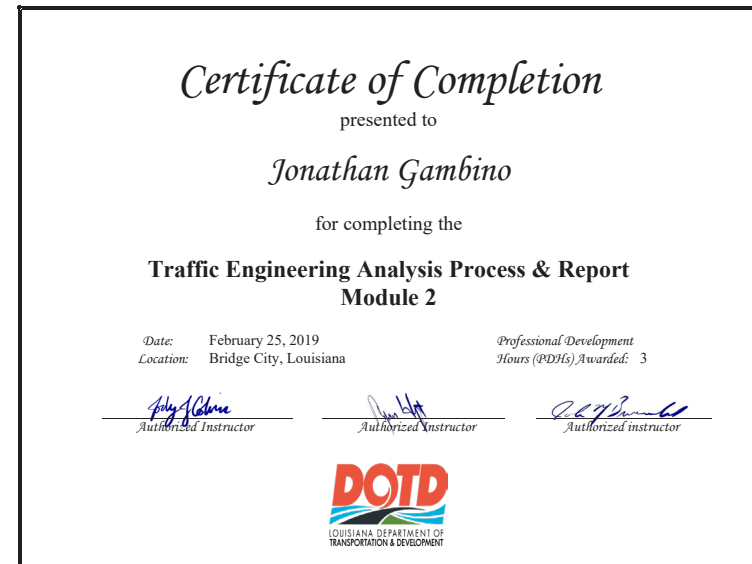 Certificate of Completion
presented to
Jonathan Gambino
for completing the
Traffic Engineering Analysis Process & Report
Module 2
Date: February 25, 2019
Location: Bridge City, Louisiana
Professional Development
Hours (PDHs) Awarded: 3
Authorized Instructor
Authorized Instructor
Authorized instructor
DOTD
LOUISIANA DEPARTMENT OF
TRANSPORTATION & DEVELOPMENT